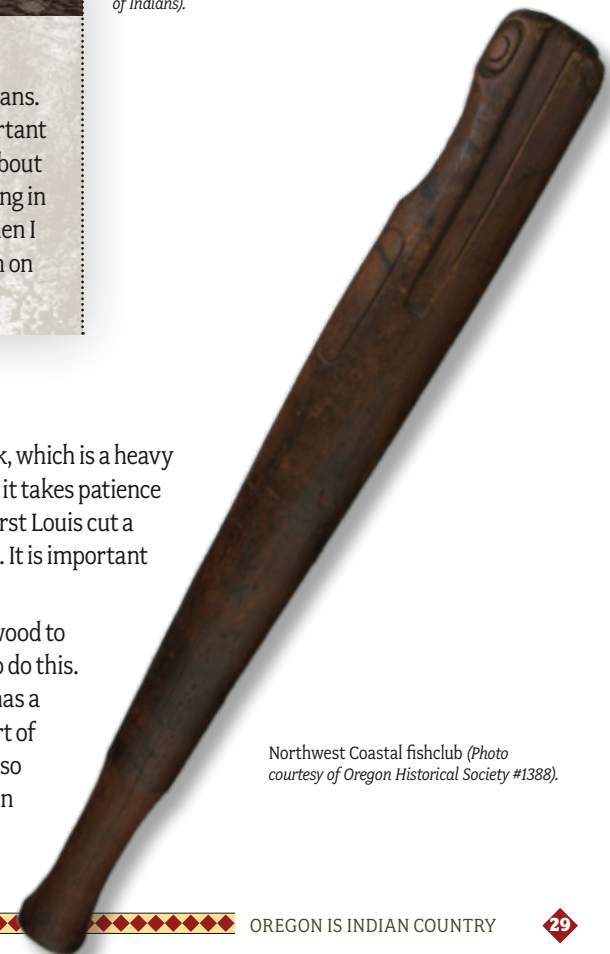 of Indians).
ans.
rtant
bout
ng in
en I
n on
k, which is a heavy
it takes patience
rst Louis cut a
. It is important
wood to
o do this.
has a
rt of
so
n
Northwest Coastal fishclub (Photo
courtesy of Oregon Historical Society #1388).
OREGON IS INDIAN COUNTRY 29